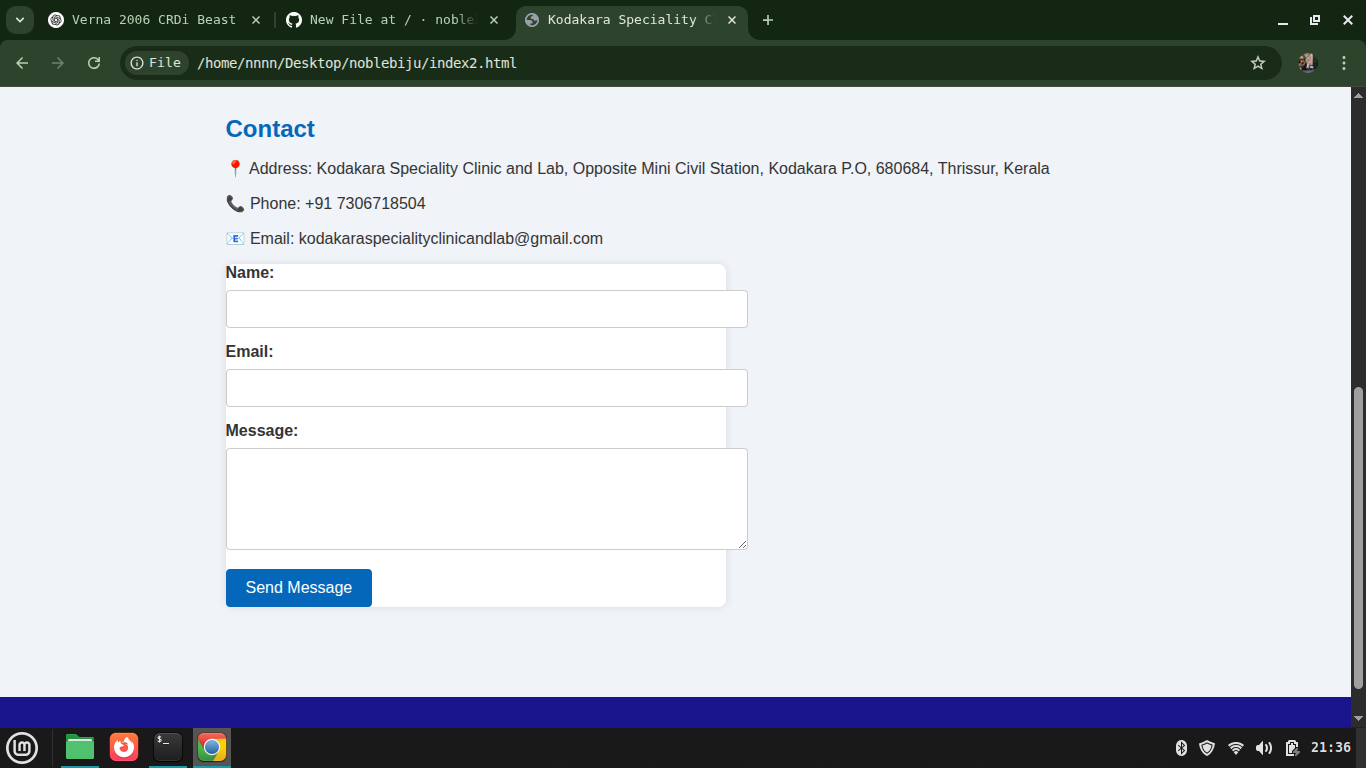 Verna 2006 CRDi Beast
New File at / · noble
Kodakara Speciality C
File
/home/nnnn/Desktop/noblebiju/index2.html
Contact
📍 Address: Kodakara Speciality Clinic and Lab, Opposite Mini Civil Station, Kodakara P.O, 680684, Thrissur, Kerala
📞 Phone: +91 7306718504
📧 Email: kodakaraspecialityclinicandlab@gmail.com
Name:
Email:
Message:
Send Message
21:36